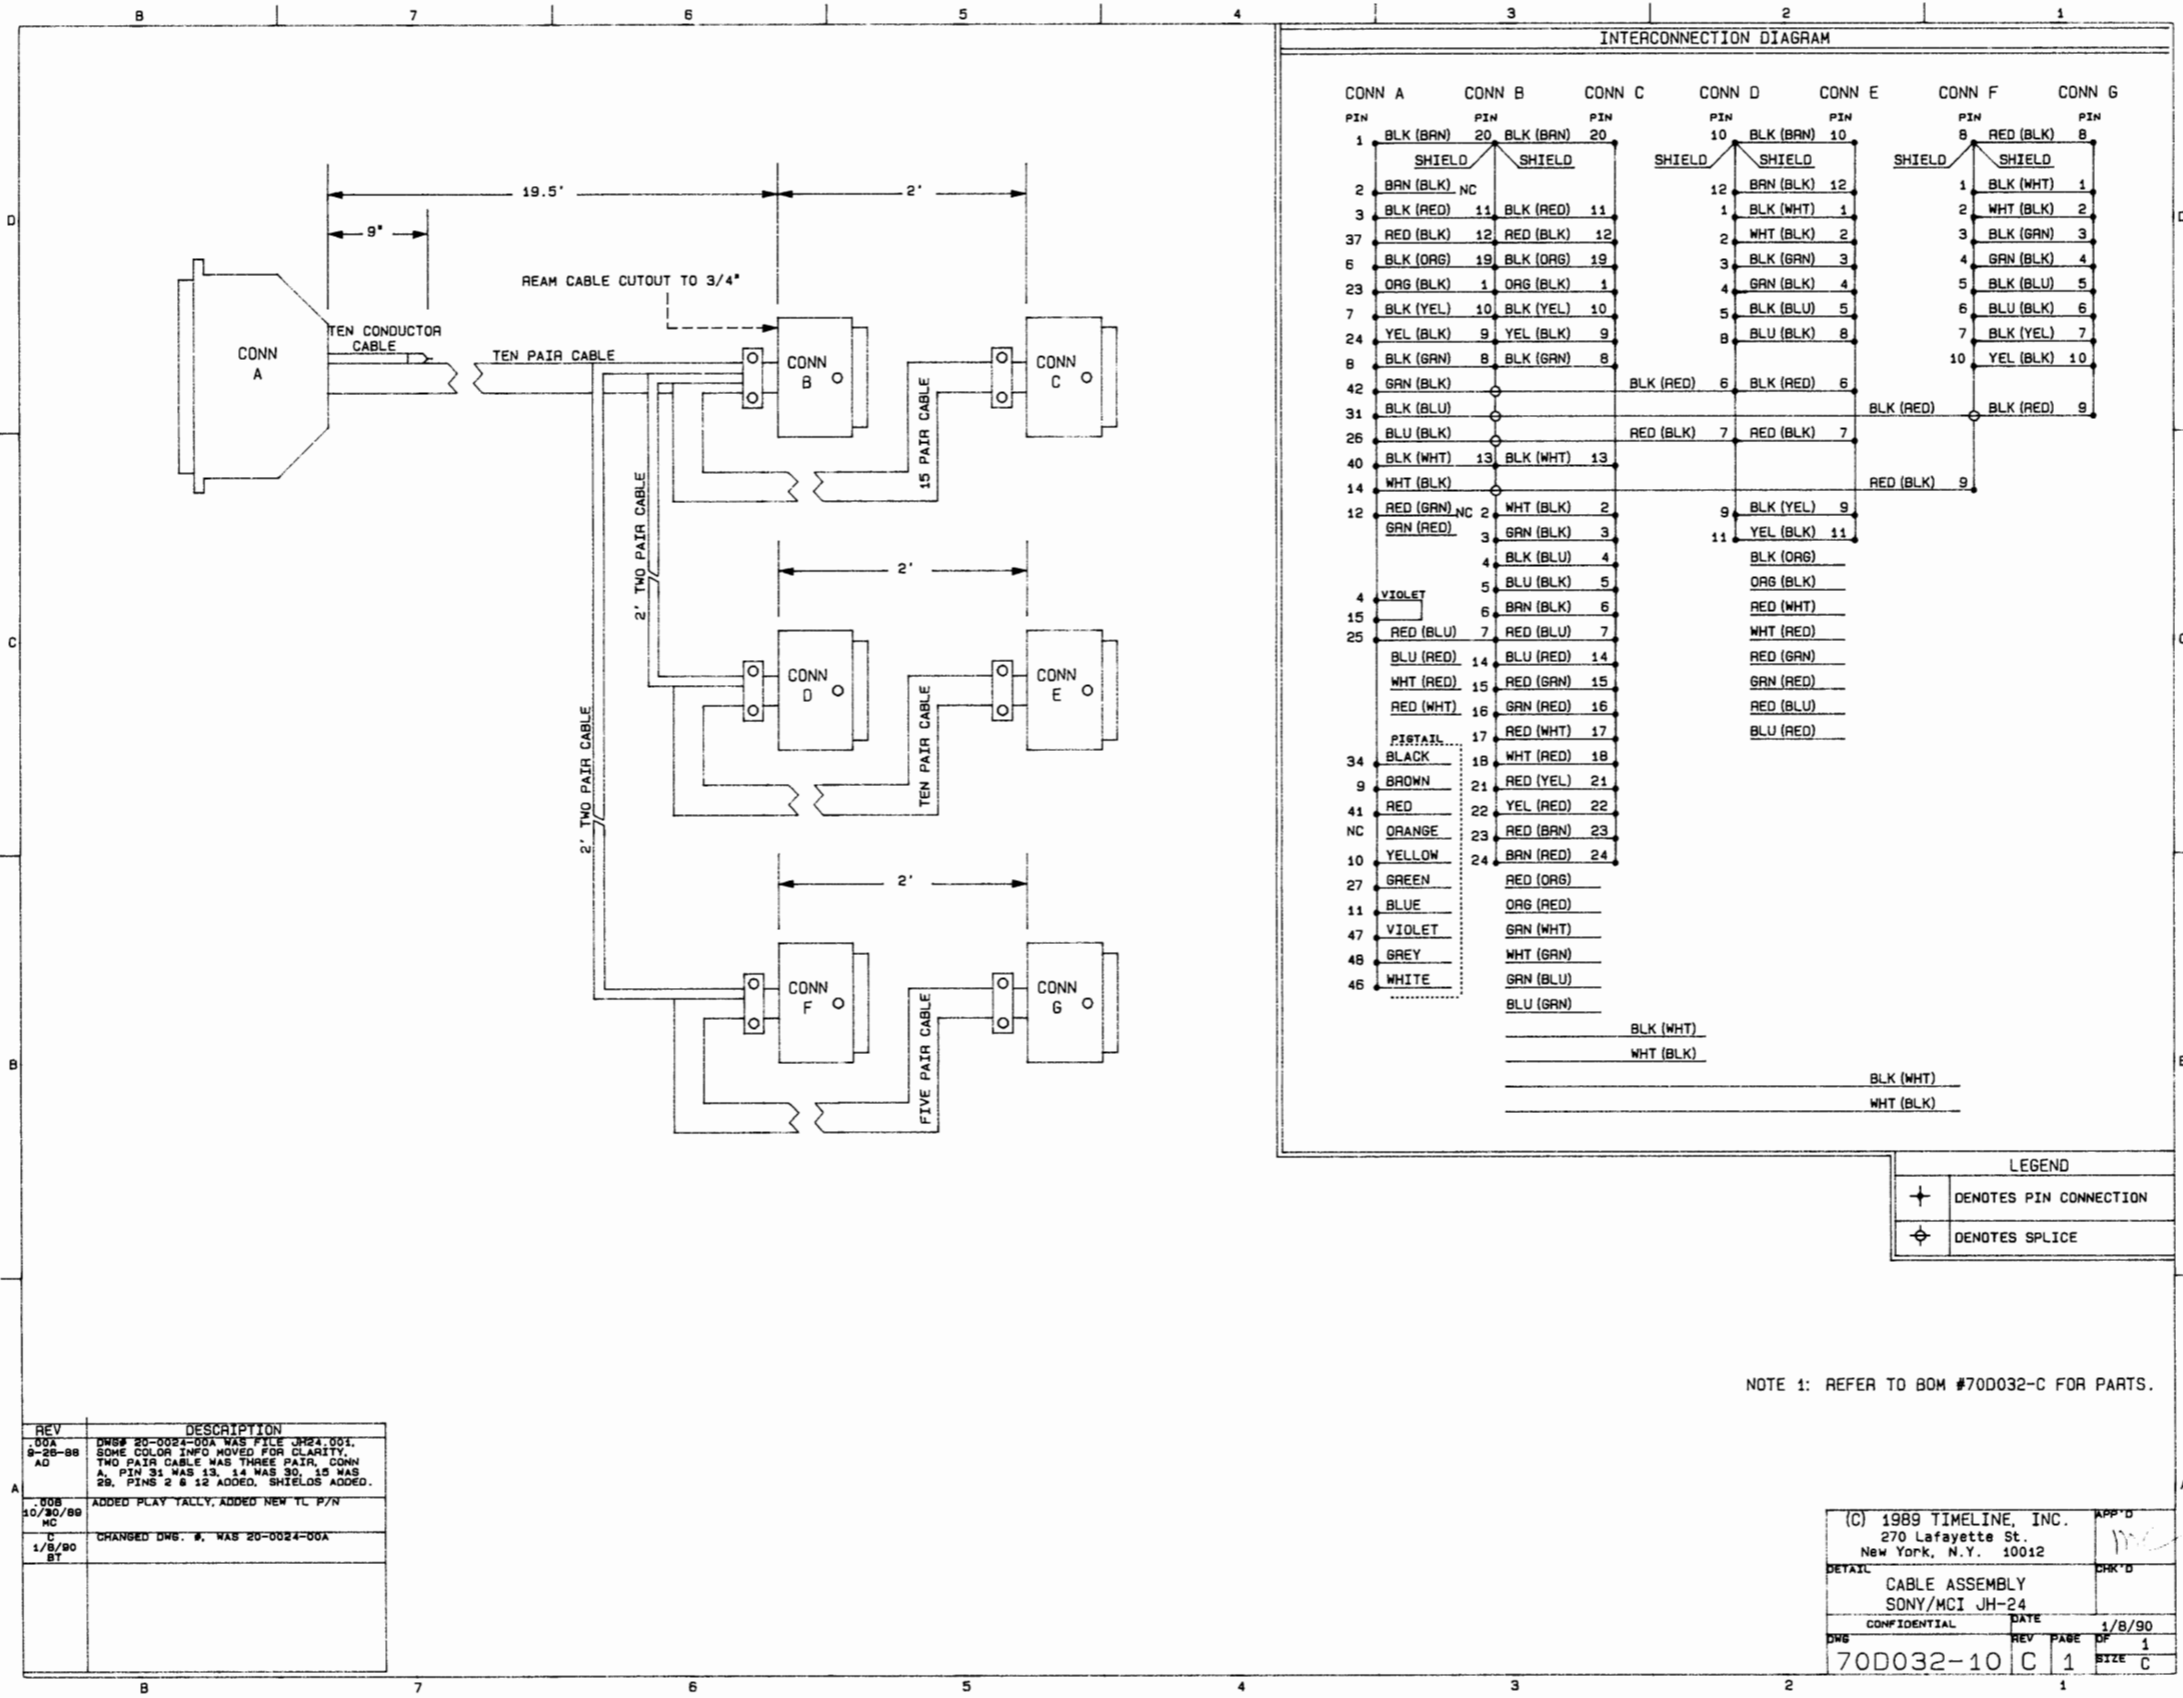 8 7 6 5 4 3 2 1
INTERCONNECTION DIAGRAM
CONN A CONN B CONN C CONN D CONN E CONN F CONN G
PIN PIN PIN PIN PIN PIN PIN
1 BLK (BRN) 20 BLK (BRN) 20 10 BLK (BRN) 10 8 RED (BLK) 8
SHIELD SHIELD SHIELD SHIELD SHIELD SHIELD
2 BRN (BLK) NC 12 BRN (BLK) 12 1 BLK (WHT) 1
3 BLK (RED) 11 BLK (RED) 11 1 BLK (WHT) 1 2 WHT (BLK) 2
37 RED (BLK) 12 RED (BLK) 12 2 WHT (BLK) 2 3 BLK (GRN) 3
6 BLK (ORG) 19 BLK (ORG) 19 3 BLK (GRN) 3 4 GRN (BLK) 4
23 ORG (BLK) 1 ORG (BLK) 1 4 GRN (BLK) 4 5 BLK (BLU) 5
7 BLK (YEL) 10 BLK (YEL) 10 5 BLK (BLU) 5 6 BLU (BLK) 6
24 YEL (BLK) 9 YEL (BLK) 9 8 BLU (BLK) 8 7 BLK (YEL) 7
8 BLK (GRN) 8 BLK (GRN) 8 10 YEL (BLK) 10
42 GRN (BLK) BLK (RED) 6 BLK (RED) 6
31 BLK (BLU) BLK (RED) BLK (RED) 9
26 BLU (BLK) RED (BLK) 7 RED (BLK) 7
40 BLK (WHT) 13 BLK (WHT) 13
14 WHT (BLK) RED (BLK) 9
12 RED (GRN) NC 2 WHT (BLK) 2 9 BLK (YEL) 9
GRN (RED) 3 GRN (BLK) 3 11 YEL (BLK) 11
4 BLK (BLU) 4 BLK (ORG)
5 BLU (BLK) 5 ORG (BLK)
4 VIOLET
15 6 BRN (BLK) 6 RED (WHT)
25 RED (BLU) 7 RED (BLU) 7 WHT (RED)
BLU (RED) 14 BLU (RED) 14 RED (GRN)
WHT (RED) 15 RED (GRN) 15 GRN (RED)
RED (WHT) 16 GRN (RED) 16 RED (BLU)
PIGTAIL 17 RED (WHT) 17 BLU (RED)
34 BLACK 18 WHT (RED) 18
9 BROWN 21 RED (YEL) 21
41 RED 22 YEL (RED) 22
NC ORANGE 23 RED (BRN) 23
10 YELLOW 24 BRN (RED) 24
27 GREEN RED (ORG)
11 BLUE ORG (RED)
47 VIOLET GRN (WHT)
48 GREY WHT (GRN)
46 WHITE GRN (BLU)
BLU (GRN)
BLK (WHT)
WHT (BLK)
BLK (WHT)
WHT (BLK)
LEGEND
DENOTES PIN CONNECTION
DENOTES SPLICE
19.5' 2'
9"
REAM CABLE CUTOUT TO 3/4"
TEN CONDUCTOR
CABLE
TEN PAIR CABLE
CONN
A
CONN
B
CONN
C
15 PAIR CABLE
2' TWO PAIR CABLE
2'
CONN
D
CONN
E
TEN PAIR CABLE
2' TWO PAIR CABLE
2'
CONN
F
CONN
G
FIVE PAIR CABLE
D
C
B
A
D
C
B
A
NOTE 1: REFER TO BOM #70D032-C FOR PARTS.
REV DESCRIPTION
.00A
9-26-88
AD
DWG# 20-0024-00A WAS FILE JH24.001,
SOME COLOR INFO MOVED FOR CLARITY,
TWO PAIR CABLE WAS THREE PAIR, CONN
A, PIN 31 WAS 13, 14 WAS 30, 15 WAS
29, PINS 2 & 12 ADDED, SHIELDS ADDED.
.00B
10/30/89
MC
ADDED PLAY TALLY, ADDED NEW TL P/N
C
1/8/90
BT
CHANGED DWG. #, WAS 20-0024-00A
(C) 1989 TIMELINE, INC.
270 Lafayette St.
New York, N.Y. 10012
APP'D
DETAIL
CABLE ASSEMBLY
SONY/MCI JH-24
CHK'D
CONFIDENTIAL DATE 1/8/90
DWG 70D032-10 REV C PAGE 1 OF 1
SIZE C
8 7 6 5 4 3 2 1